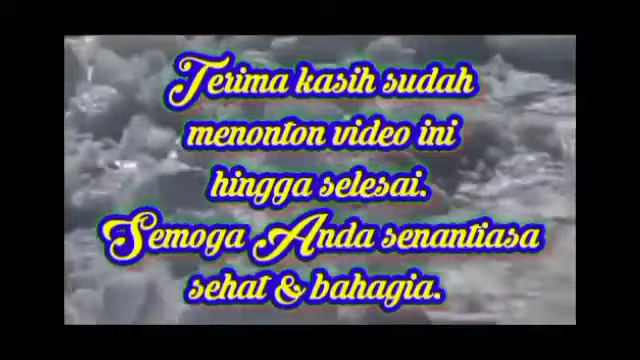 Terima kasih sudah
menonton video ini
hingga selesai.
Semoga Anda senantiasa
sehat & bahagia.